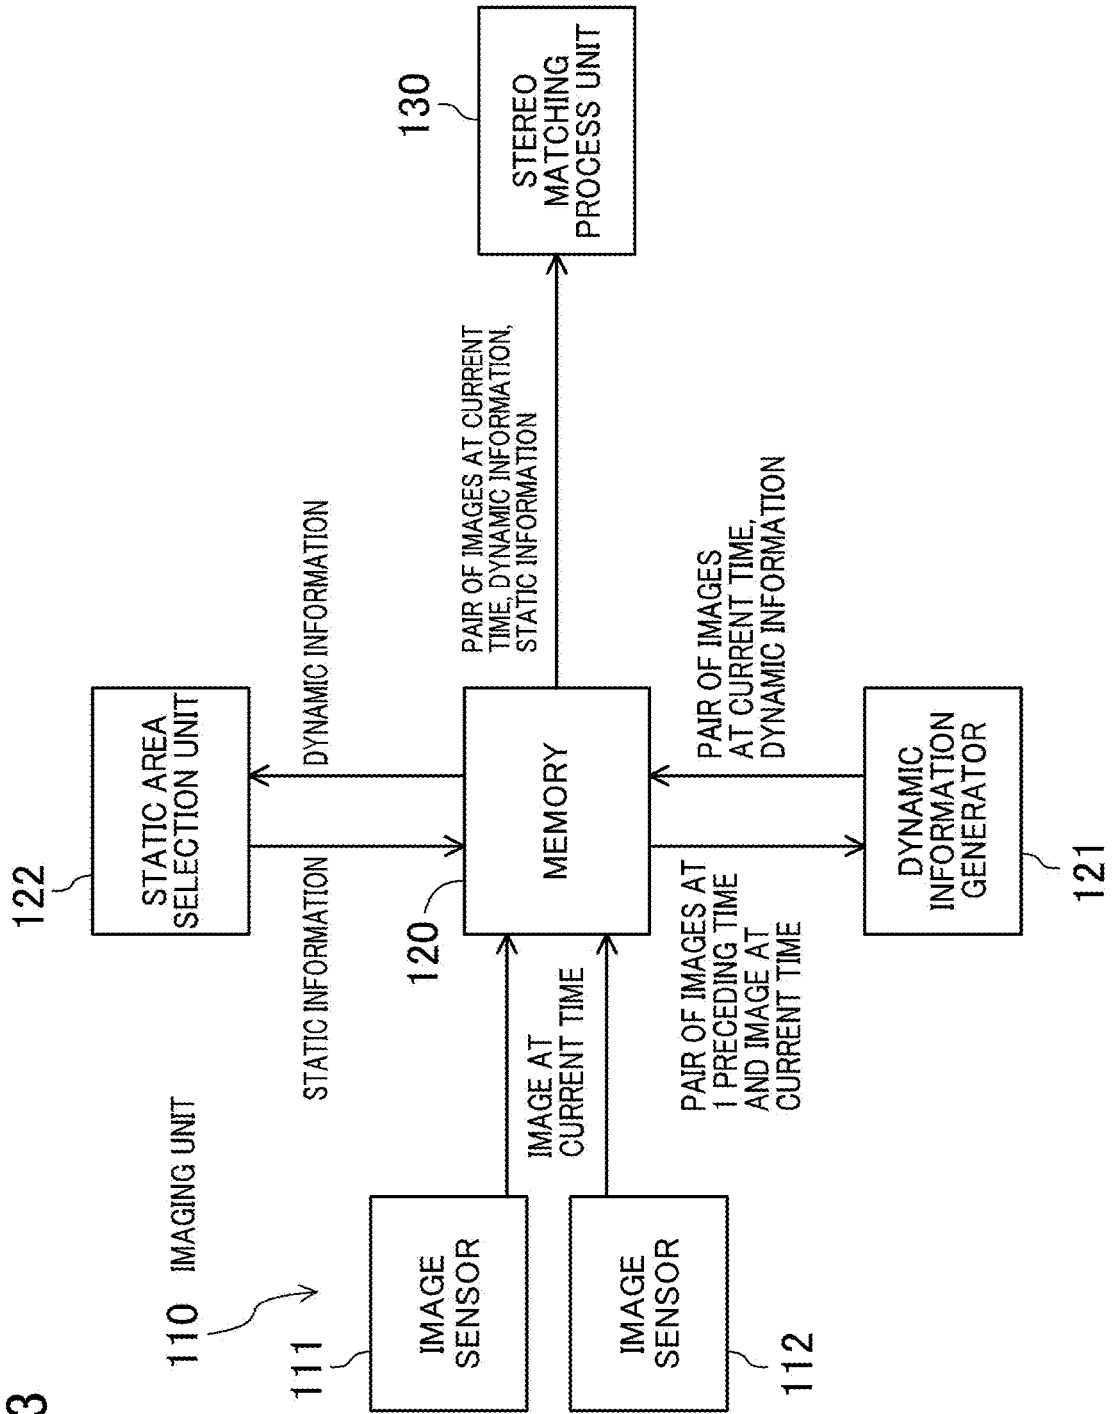 3
110 IMAGING UNIT
111
IMAGE
SENSOR
112
IMAGE
SENSOR
IMAGE AT
CURRENT TIME
122
STATIC AREA
SELECTION UNIT
STATIC INFORMATION
DYNAMIC INFORMATION
120
MEMORY
PAIR OF IMAGES AT
1 PRECEDING TIME
AND IMAGE AT
CURRENT TIME
PAIR OF IMAGES
AT CURRENT TIME,
DYNAMIC INFORMATION
121
DYNAMIC
INFORMATION
GENERATOR
PAIR OF IMAGES AT CURRENT
TIME, DYNAMIC INFORMATION,
STATIC INFORMATION
130
STEREO
MATCHING
PROCESS UNIT